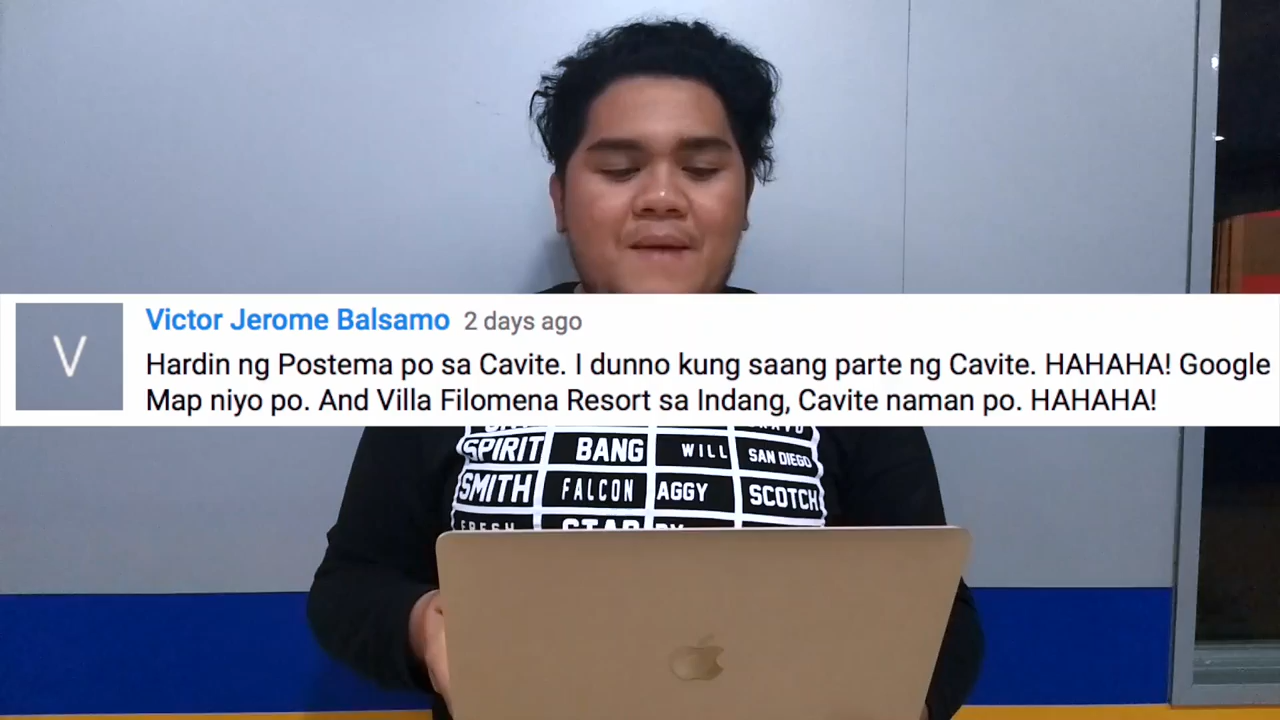 V
Victor Jerome Balsamo 2 days ago
Hardin ng Postema po sa Cavite. I dunno kung saang parte ng Cavite. HAHAHA! Google
Map niyo po. And Villa Filomena Resort sa Indang, Cavite naman po. HAHAHA!
SPIRIT BANG WILL SAN DIEGO
SMITH FALCON AGGY SCOTCH
FRESH